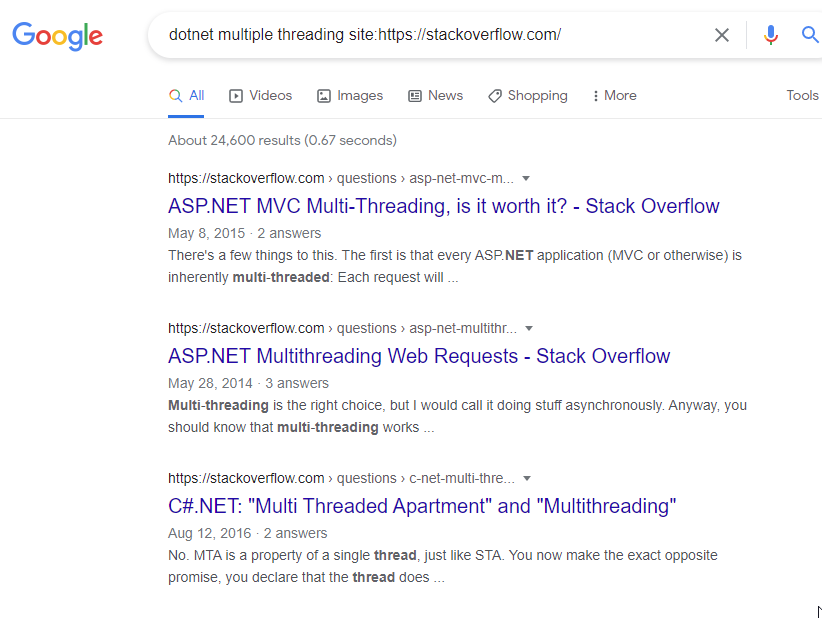 Google
dotnet multiple threading site:https://stackoverflow.com/
All
Videos
Images
News
Shopping
More
Tools
About 24,600 results (0.67 seconds)
https://stackoverflow.com › questions › asp-net-mvc-m...
ASP.NET MVC Multi-Threading, is it worth it? - Stack Overflow
May 8, 2015 · 2 answers
There's a few things to this. The first is that every ASP.NET application (MVC or otherwise) is
inherently multi-threaded: Each request will ...
https://stackoverflow.com › questions › asp-net-multithr...
ASP.NET Multithreading Web Requests - Stack Overflow
May 28, 2014 · 3 answers
Multi-threading is the right choice, but I would call it doing stuff asynchronously. Anyway, you
should know that multi-threading works ...
https://stackoverflow.com › questions › c-net-multi-thre...
C#.NET: "Multi Threaded Apartment" and "Multithreading"
Aug 12, 2016 · 2 answers
No. MTA is a property of a single thread, just like STA. You now make the exact opposite
promise, you declare that the thread does ...